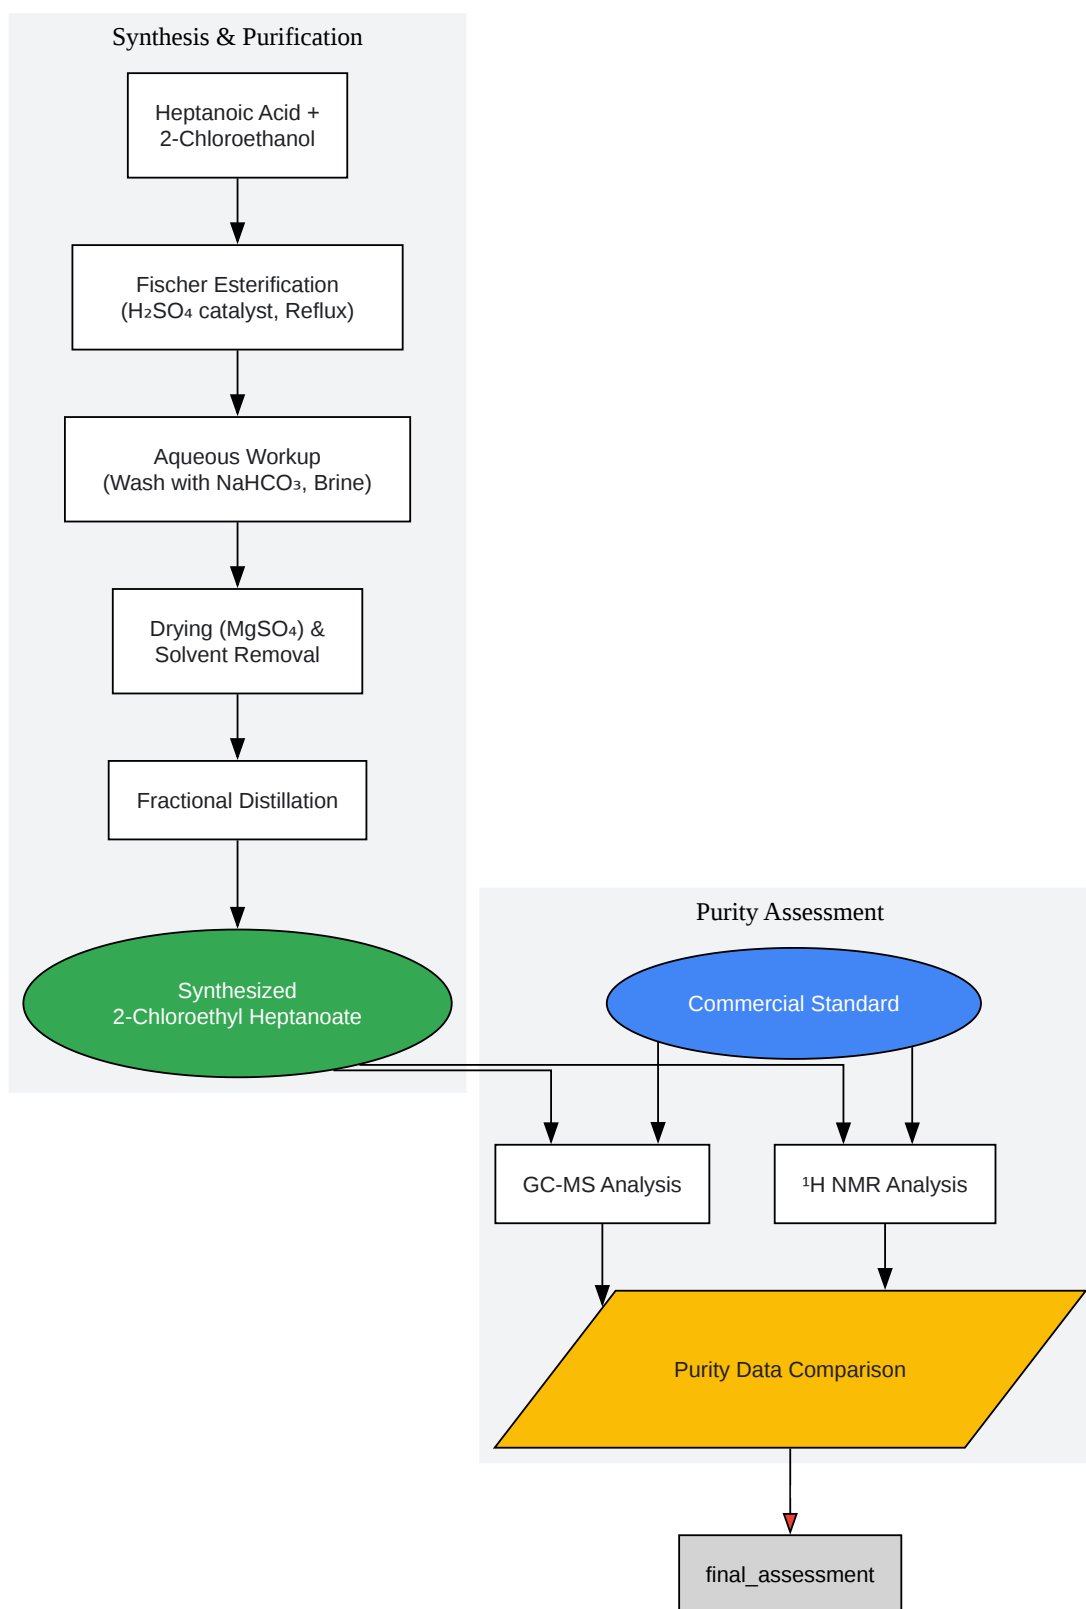 Synthesis & Purification
Heptanoic Acid +
2-Chloroethanol
Fischer Esterification
(H₂SO₄ catalyst, Reflux)
Aqueous Workup
(Wash with NaHCO₃, Brine)
Drying (MgSO₄) &
Solvent Removal
Fractional Distillation
Synthesized
2-Chloroethyl Heptanoate
Purity Assessment
Commercial Standard
GC-MS Analysis
¹H NMR Analysis
Purity Data Comparison
final_assessment